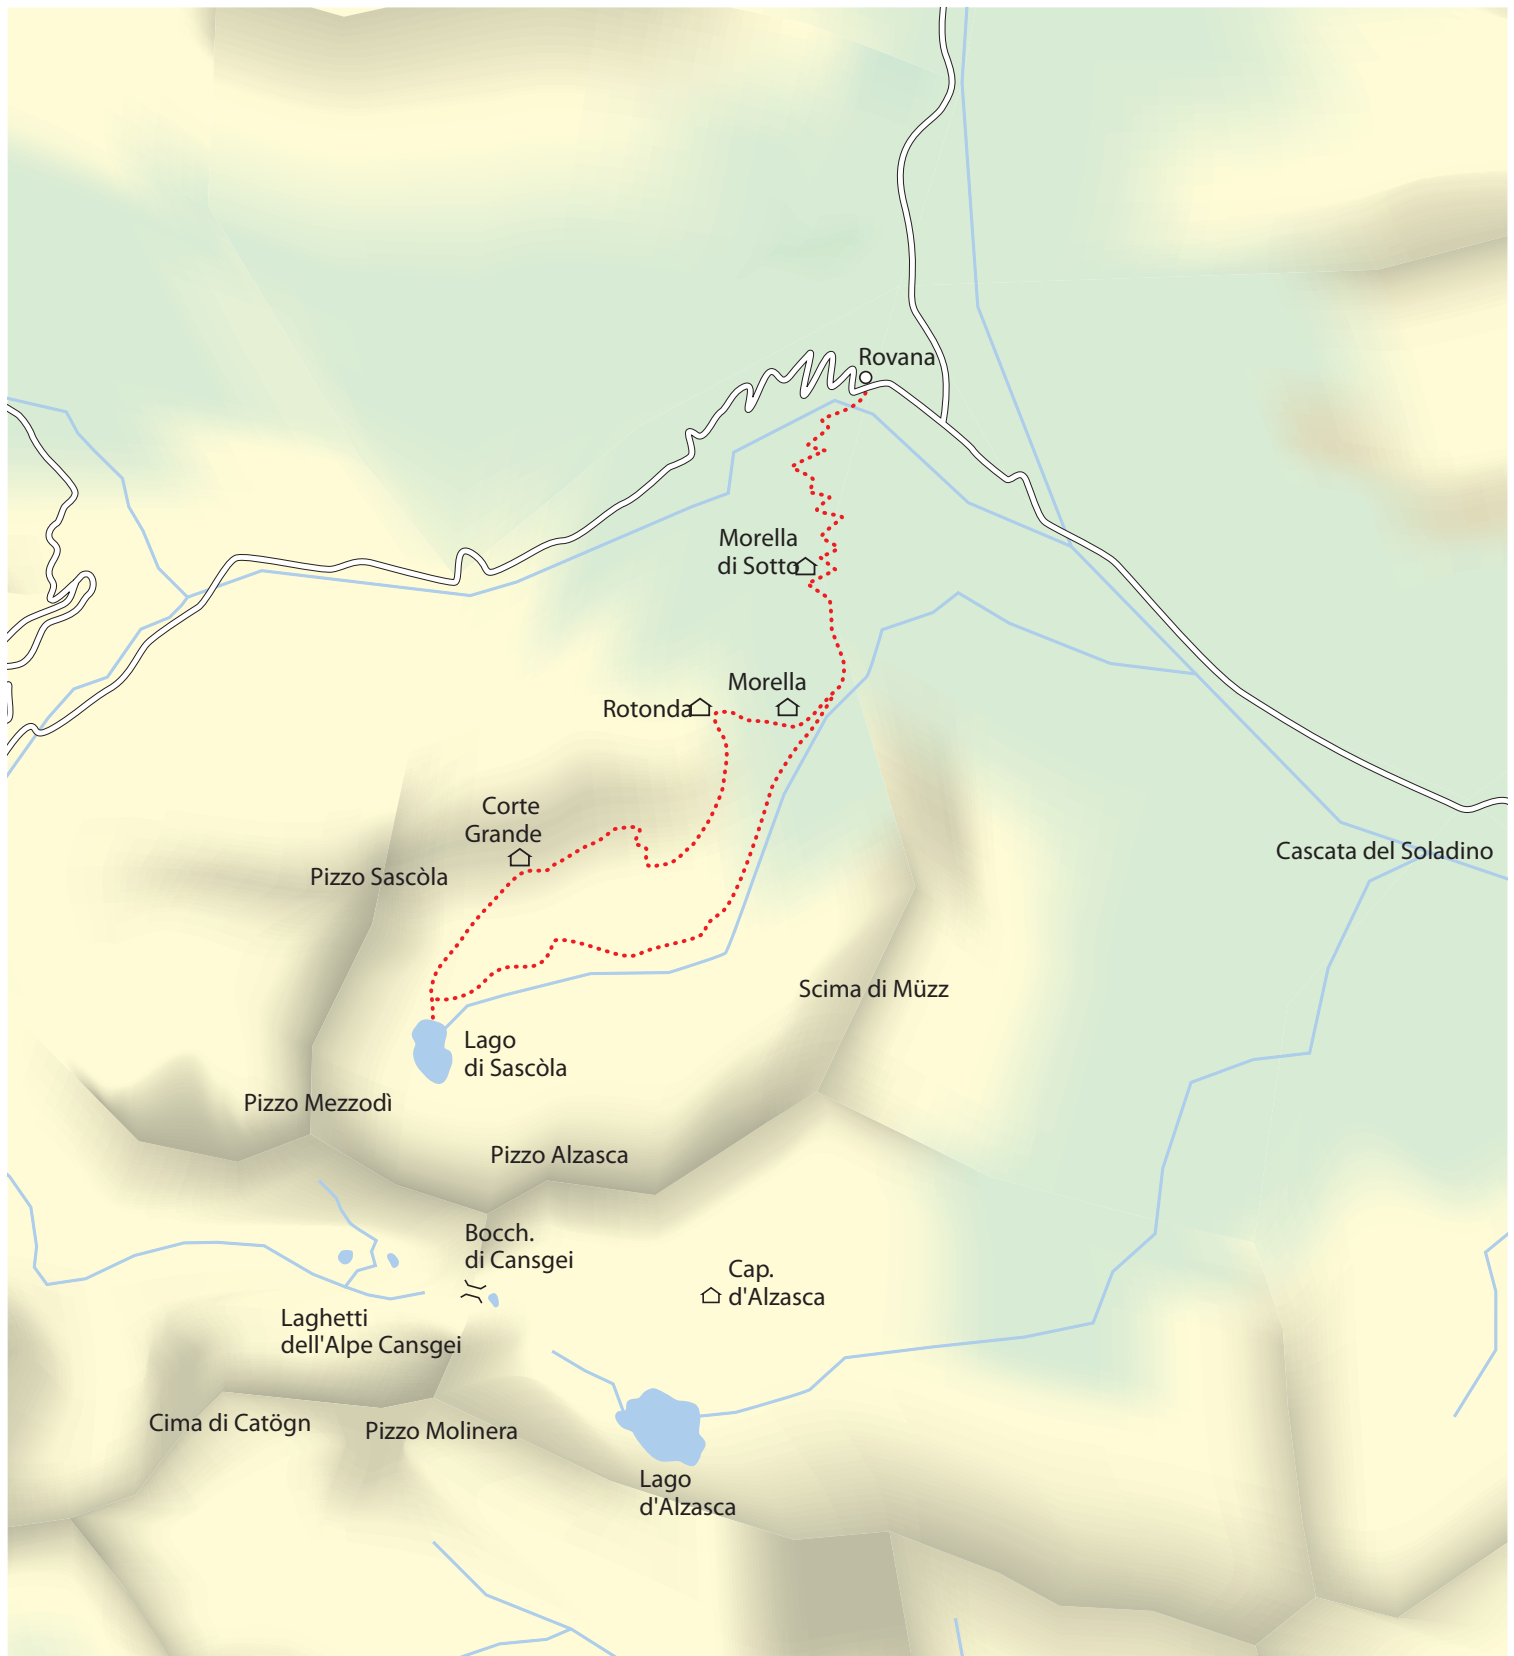 Rovana
Morella
di Sotto
Morella
Rotonda
Corte
Grande
Cascata del Soladino
Pizzo Sascòla
Scima di Müzz
Lago
di Sascòla
Pizzo Mezzodì
Pizzo Alzasca
Bocch.
di Cansgei
Cap.
d'Alzasca
Laghetti
dell'Alpe Cansgei
Cima di Catögn
Pizzo Molinera
Lago
d'Alzasca